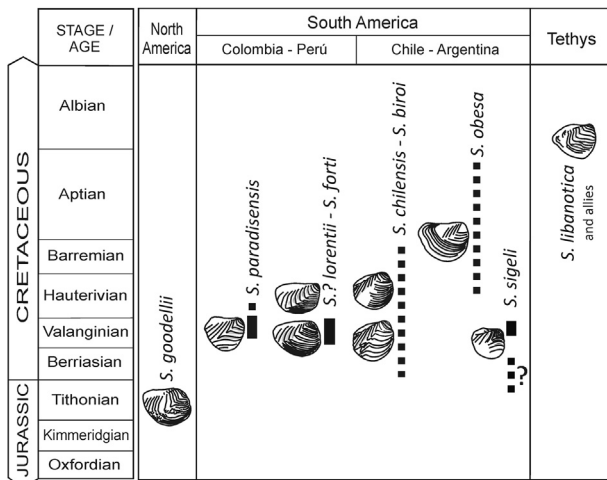 STAGE /
AGE
North
America
South America
Colombia - Perú
Chile - Argentina
Tethys
CRETACEOUS
JURASSIC
Albian
Aptian
Barremian
Hauterivian
Valanginian
Berriasian
Tithonian
Kimmeridgian
Oxfordian
S. goodellii
S. paradisensis
S.? lorentii - S. forti
S. chilensis - S. biroi
S. obesa
S. sigeli
?
S. libanotica
and allies